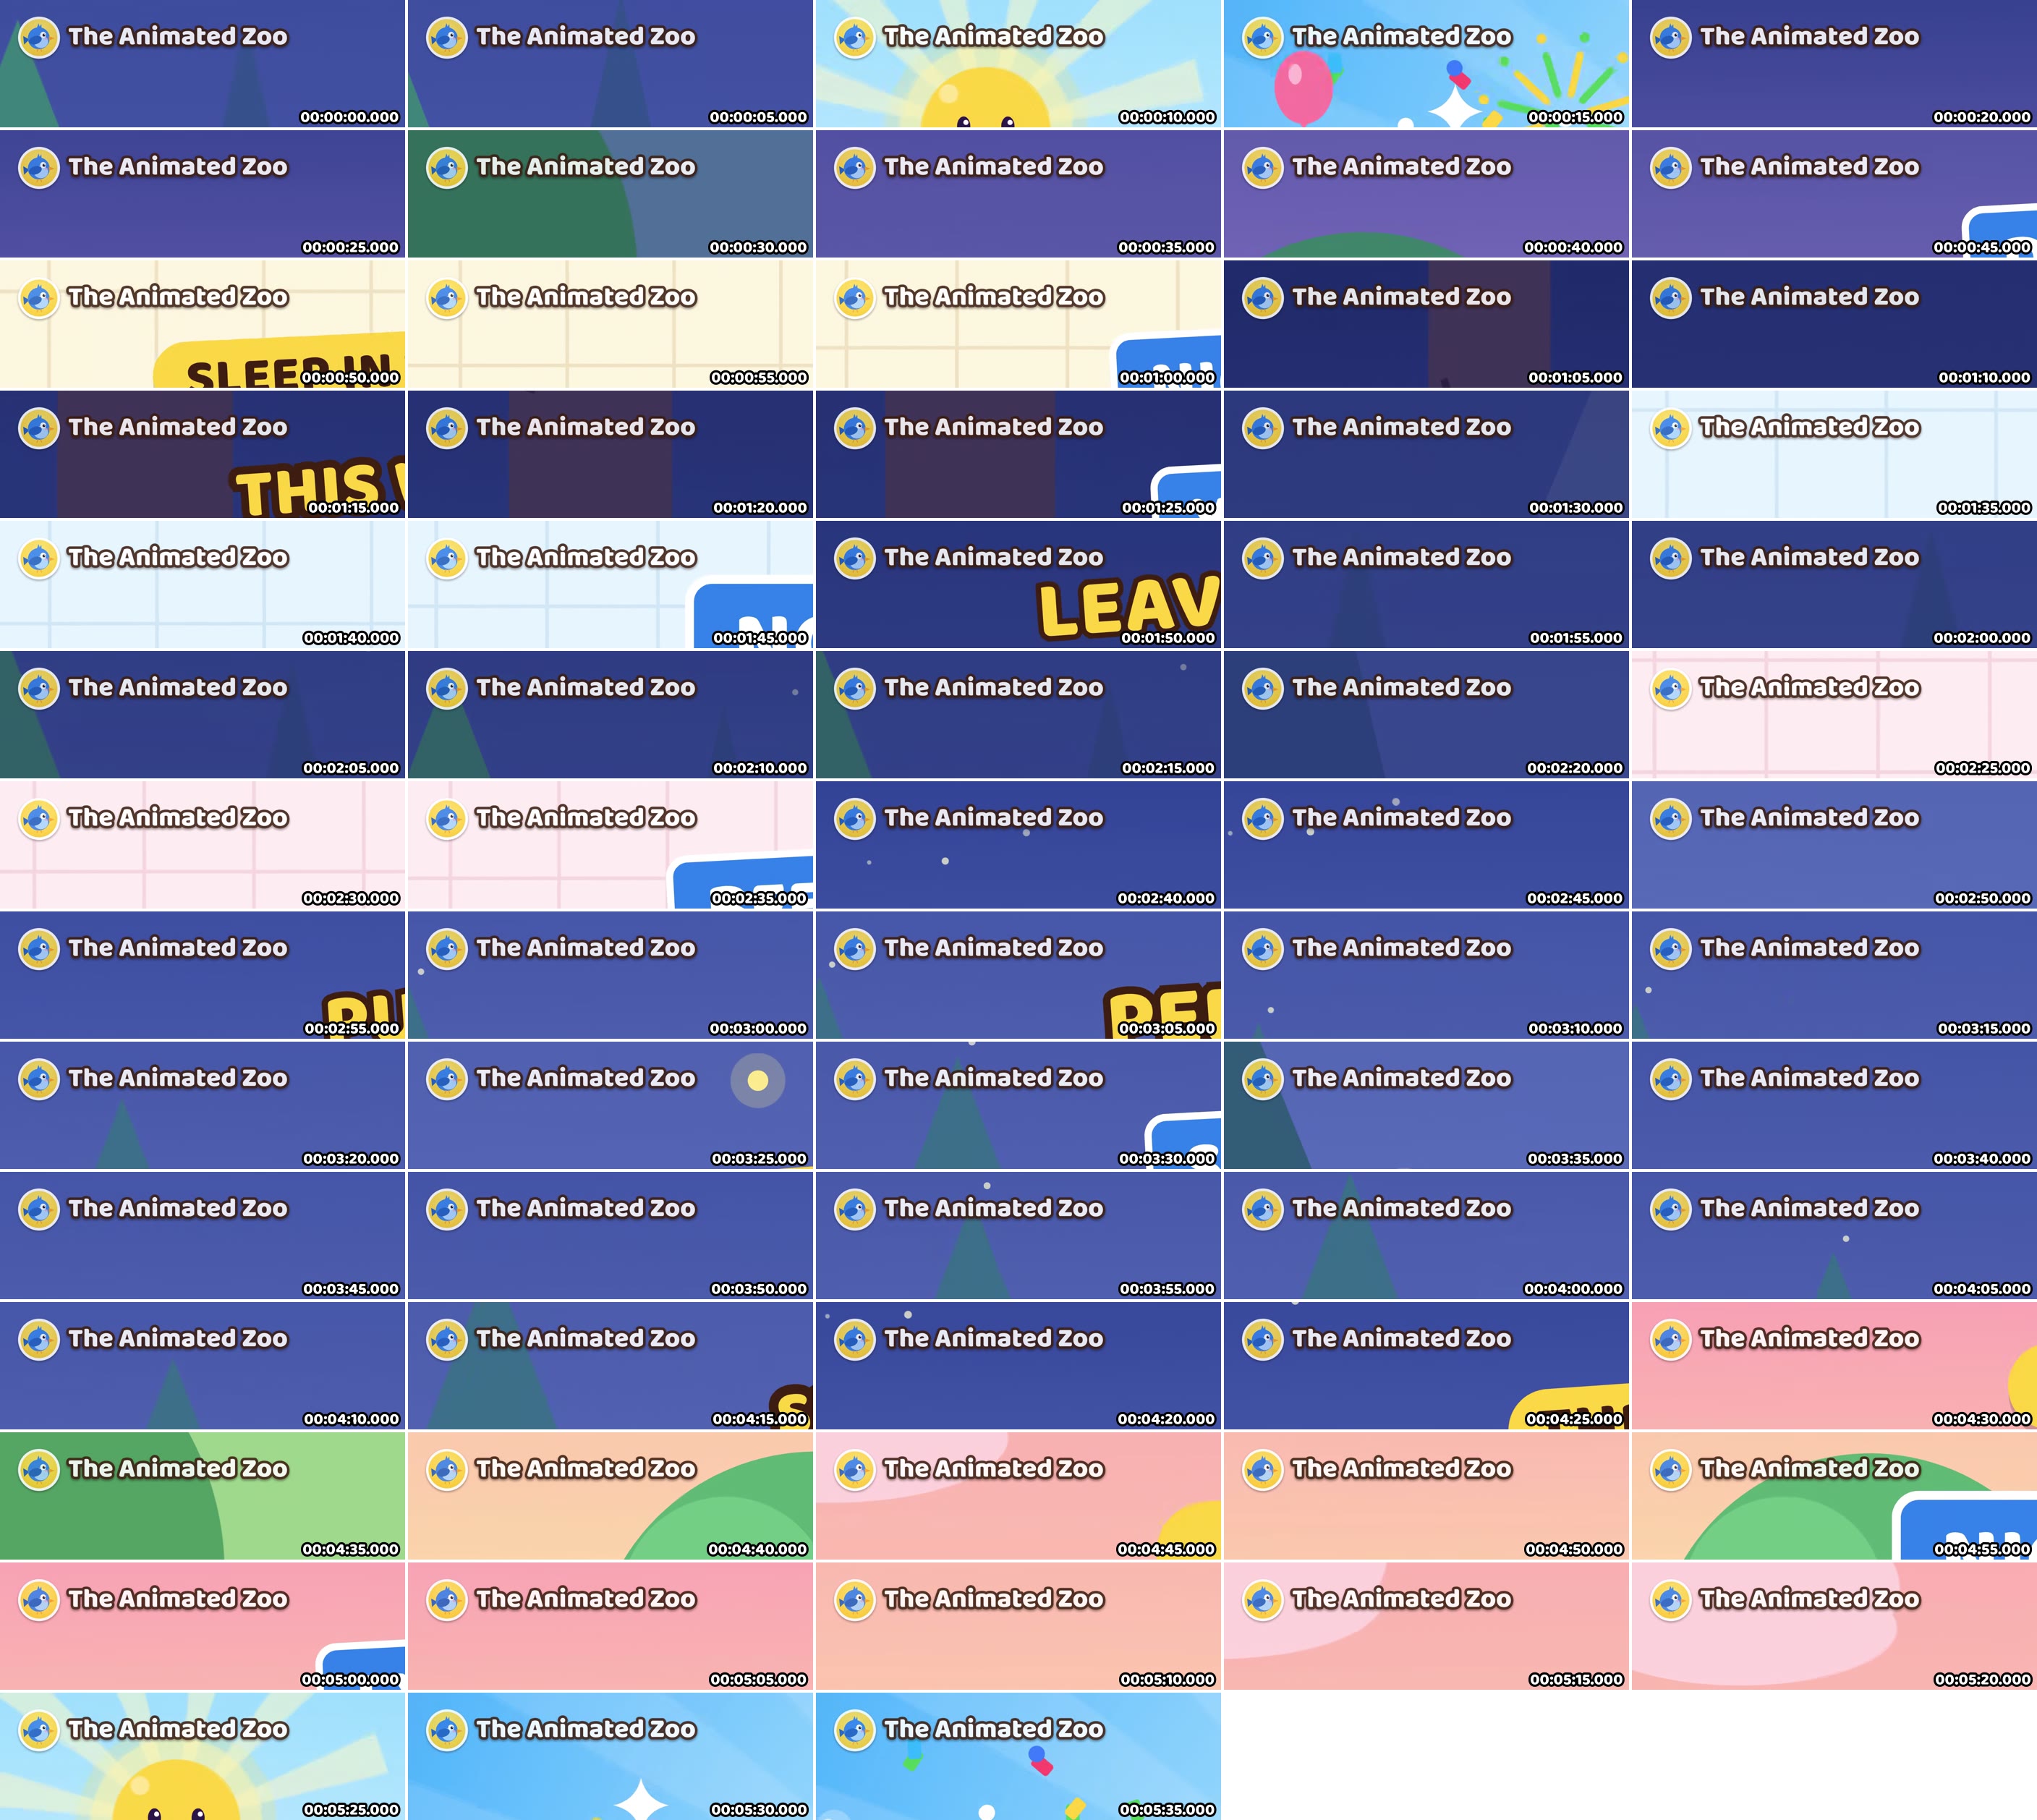 The Animated Zoo
00:00:00.000
The Animated Zoo
00:00:05.000
The Animated Zoo
00:00:10.000
The Animated Zoo
00:00:15.000
The Animated Zoo
00:00:20.000
The Animated Zoo
00:00:25.000
The Animated Zoo
00:00:30.000
The Animated Zoo
00:00:35.000
The Animated Zoo
00:00:40.000
The Animated Zoo
00:00:45.000
The Animated Zoo
SLEEP IN
00:00:50.000
The Animated Zoo
00:00:55.000
The Animated Zoo
00:01:00.000
The Animated Zoo
00:01:05.000
The Animated Zoo
00:01:10.000
The Animated Zoo
THIS
00:01:15.000
The Animated Zoo
00:01:20.000
The Animated Zoo
00:01:25.000
The Animated Zoo
00:01:30.000
The Animated Zoo
00:01:35.000
The Animated Zoo
00:01:40.000
The Animated Zoo
00:01:45.000
The Animated Zoo
LEAV
00:01:50.000
The Animated Zoo
00:01:55.000
The Animated Zoo
00:02:00.000
The Animated Zoo
00:02:05.000
The Animated Zoo
00:02:10.000
The Animated Zoo
00:02:15.000
The Animated Zoo
00:02:20.000
The Animated Zoo
00:02:25.000
The Animated Zoo
00:02:30.000
The Animated Zoo
00:02:35.000
The Animated Zoo
00:02:40.000
The Animated Zoo
00:02:45.000
The Animated Zoo
00:02:50.000
The Animated Zoo
00:02:55.000
The Animated Zoo
00:03:00.000
The Animated Zoo
00:03:05.000
The Animated Zoo
00:03:10.000
The Animated Zoo
00:03:15.000
The Animated Zoo
00:03:20.000
The Animated Zoo
00:03:25.000
The Animated Zoo
00:03:30.000
The Animated Zoo
00:03:35.000
The Animated Zoo
00:03:40.000
The Animated Zoo
00:03:45.000
The Animated Zoo
00:03:50.000
The Animated Zoo
00:03:55.000
The Animated Zoo
00:04:00.000
The Animated Zoo
00:04:05.000
The Animated Zoo
00:04:10.000
The Animated Zoo
00:04:15.000
The Animated Zoo
00:04:20.000
The Animated Zoo
00:04:25.000
The Animated Zoo
00:04:30.000
The Animated Zoo
00:04:35.000
The Animated Zoo
00:04:40.000
The Animated Zoo
00:04:45.000
The Animated Zoo
00:04:50.000
The Animated Zoo
00:04:55.000
The Animated Zoo
00:05:00.000
The Animated Zoo
00:05:05.000
The Animated Zoo
00:05:10.000
The Animated Zoo
00:05:15.000
The Animated Zoo
00:05:20.000
The Animated Zoo
00:05:25.000
The Animated Zoo
00:05:30.000
The Animated Zoo
00:05:35.000